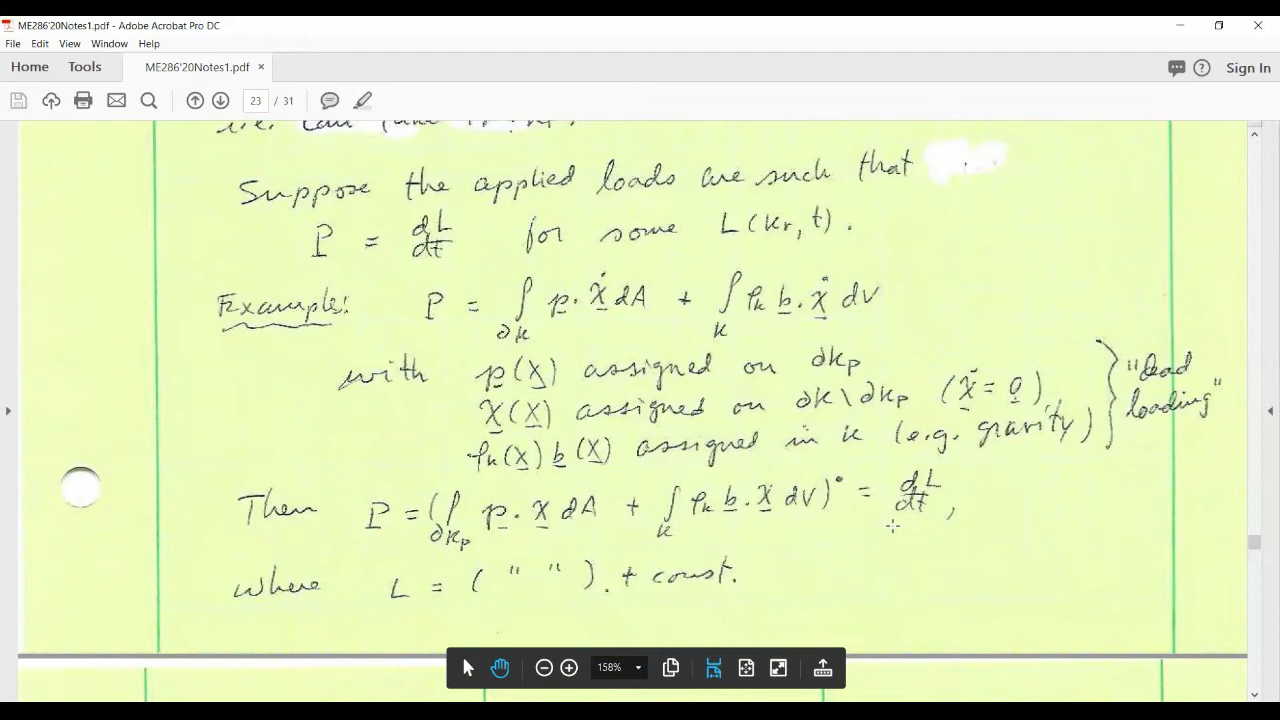 ME286'20Notes1.pdf - Adobe Acrobat Pro DC
File Edit View Window Help
Home Tools ME286'20Notes1.pdf × Sign In
23 / 31
i.e. can take
Suppose the applied loads are such that
P = dL/dt for some L(κr, t).
Example: P = ∫∂κ p · ẋ dA + ∫κ ρκ b · ẋ dV
with p(X) assigned on ∂κp
χ(X) assigned on ∂κ\∂κp (ẋ = 0)
ρκ(X) b(X) assigned in κ (e.g. gravity)
"dead
loading"
Then P = (∫∂κp p · χ dA + ∫κ ρκ b · χ dV)˙ = dL/dt,
where L = ( " " ) + const.
158%